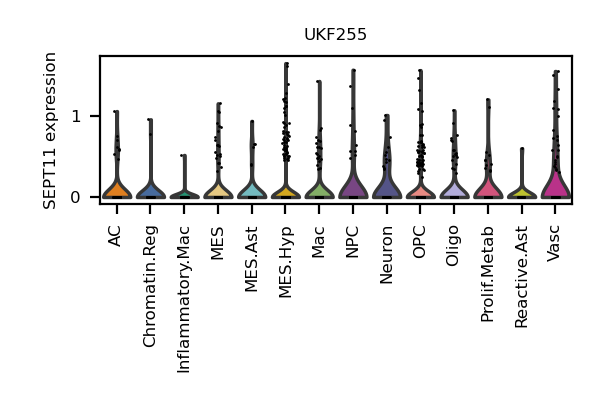 UKF255
SEPT11 expression
1
0
AC
Chromatin.Reg
Inflammatory.Mac
MES
MES.Ast
MES.Hyp
Mac
NPC
Neuron
OPC
Oligo
Prolif.Metab
Reactive.Ast
Vasc